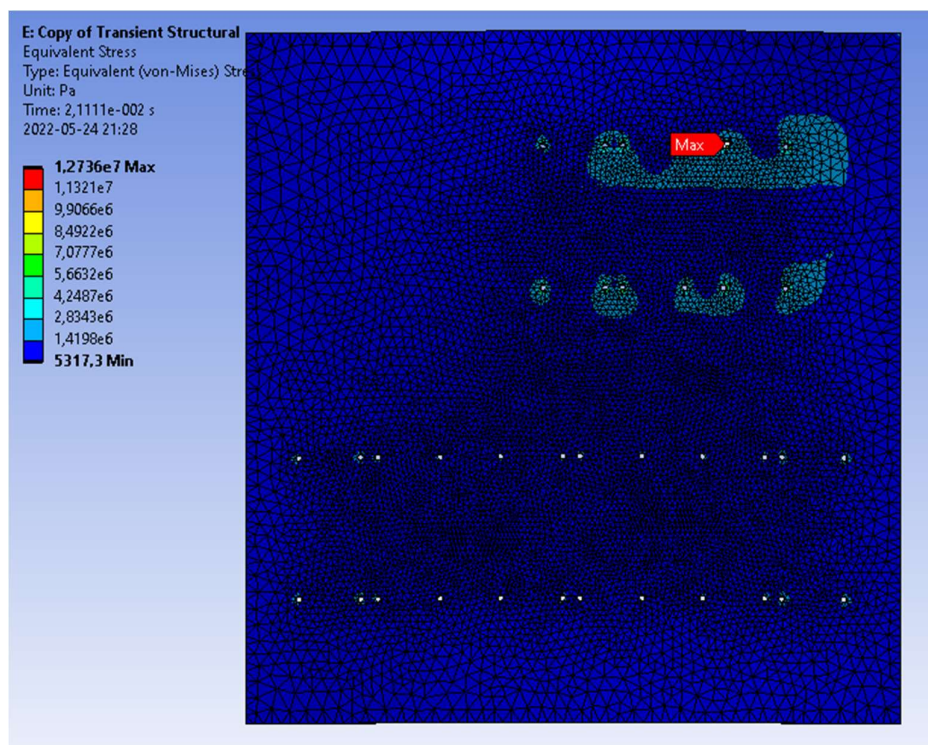 E: Copy of Transient Structural
Equivalent Stress
Type: Equivalent (von-Mises) Stre
Unit: Pa
Time: 2,1111e-002 s
2022-05-24 21:28
1,2736e7 Max
1,1321e7
9,9066e6
8,4922e6
7,0777e6
5,6632e6
4,2487e6
2,8343e6
1,4198e6
5317,3 Min
Max